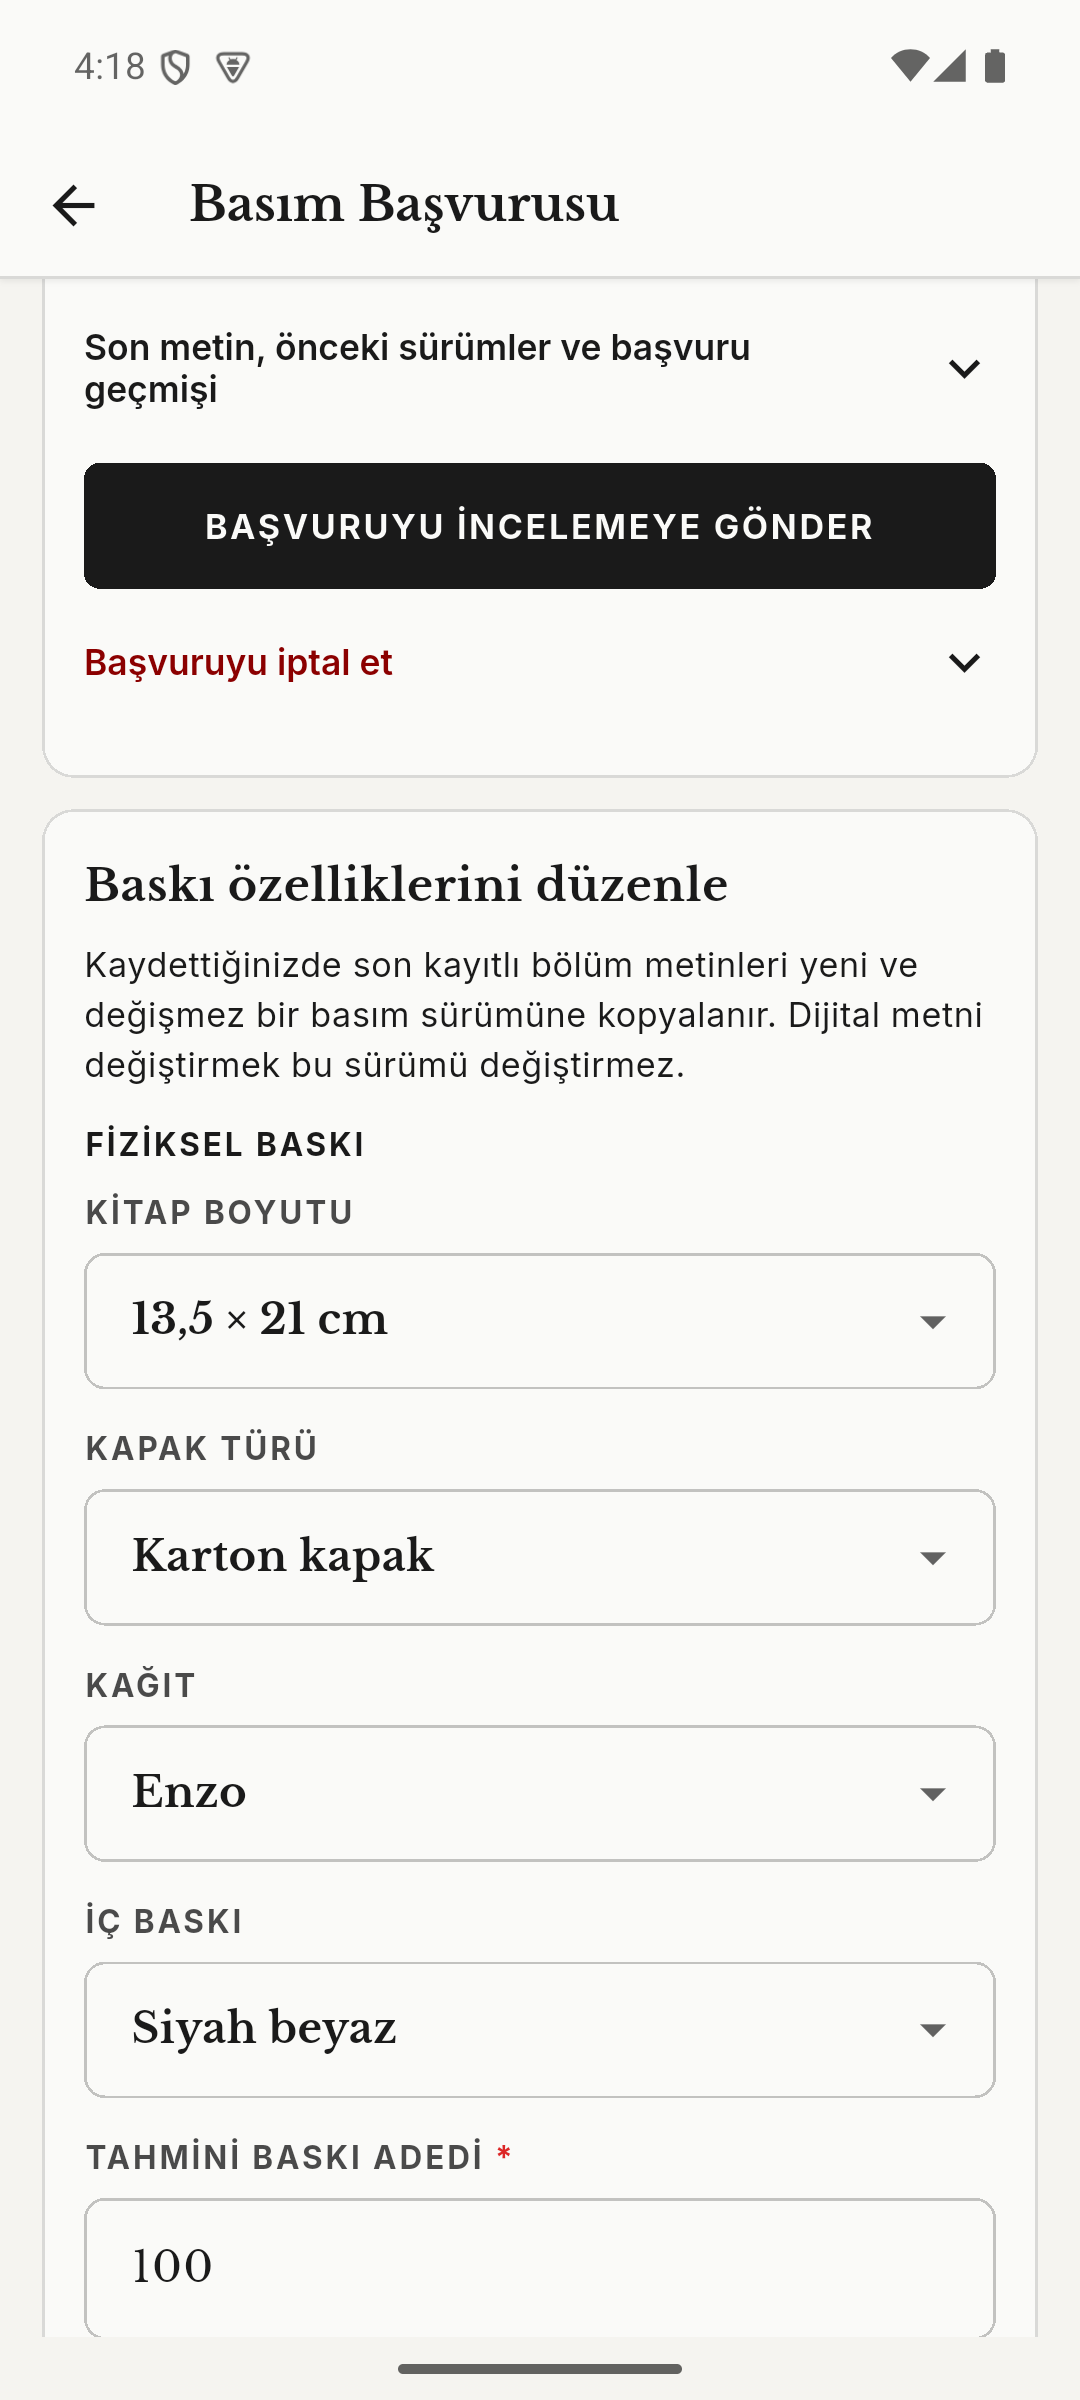 4:18
Basım Başvurusu
Son metin, önceki sürümler ve başvuru
geçmişi
BAŞVURUYU İNCELEMEYE GÖNDER
Başvuruyu iptal et
Baskı özelliklerini düzenle
Kaydettiğinizde son kayıtlı bölüm metinleri yeni ve
değişmez bir basım sürümüne kopyalanır. Dijital metni
değiştirmek bu sürümü değiştirmez.
FİZİKSEL BASKI
KİTAP BOYUTU
13,5 × 21 cm
KAPAK TÜRÜ
Karton kapak
KAĞIT
Enzo
İÇ BASKI
Siyah beyaz
TAHMİNİ BASKI ADEDİ *
100